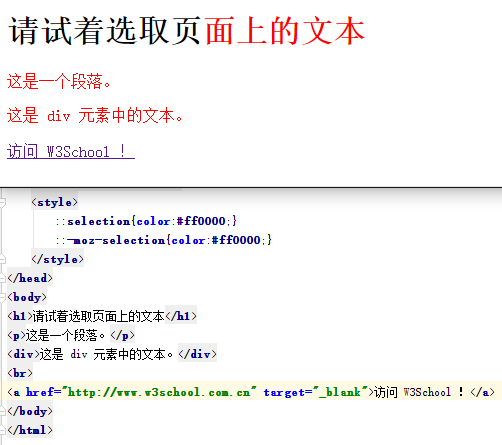 请试着选取页面上的文本
这是一个段落。
这是 div 元素中的文本。
访问 W3School !
<style>
::selection{color:#ff0000;}
::-moz-selection{color:#ff0000;}
</style>
</head>
<body>
<h1>请试着选取页面上的文本</h1>
<p>这是一个段落。</p>
<div>这是 div 元素中的文本。</div>
<br>
<a href="http://www.w3school.com.cn" target="_blank">访问 W3School !</a>
</body>
</html>